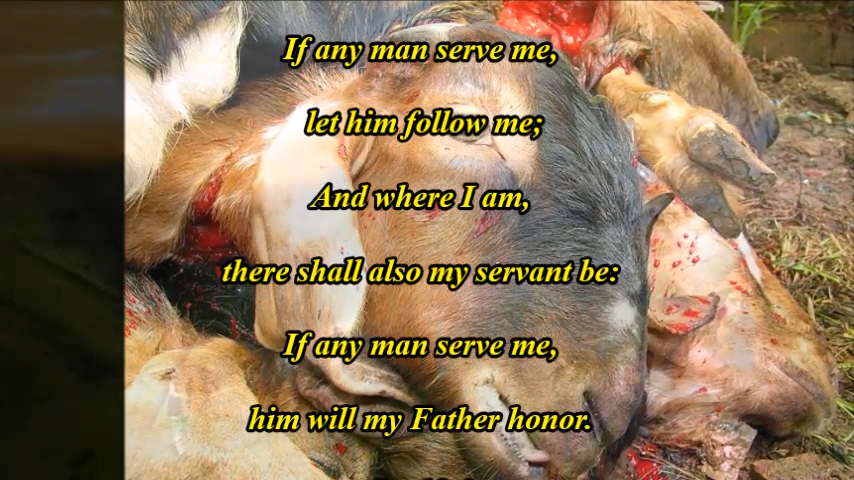 If any man serve me,
let him follow me;
And where I am,
there shall also my servant be:
If any man serve me,
him will my Father honor.